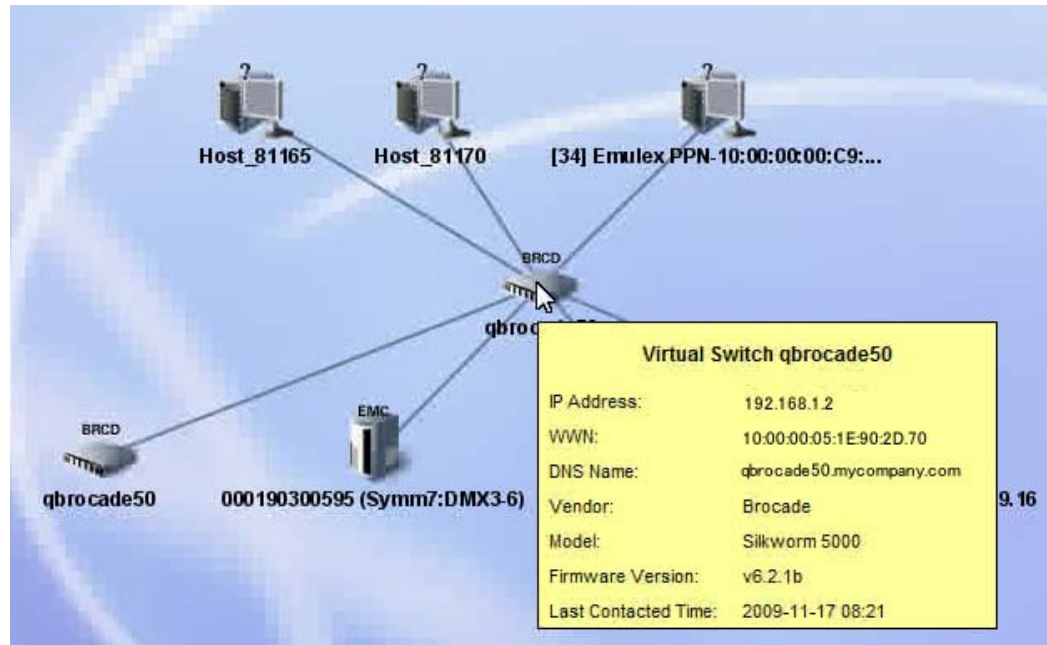 ?
?
?
Host_81165
Host_81170
[34] Emulex PPN-10:00:00:00:C9:...
BRCD
Virtual Switch qbrocade50
IP Address: 192.168.1.2
WWN: 10:00:00:05:1E:90:2D.70
DNS Name: qbrocade50.mycompany.com
Vendor: Brocade
Model: Silkworm 5000
Firmware Version: v6.2.1b
Last Contacted Time: 2009-11-17 08:21
BRCD
qbrocade50
EMC
000190300595 (Symm7:DMX3-6)
9.16